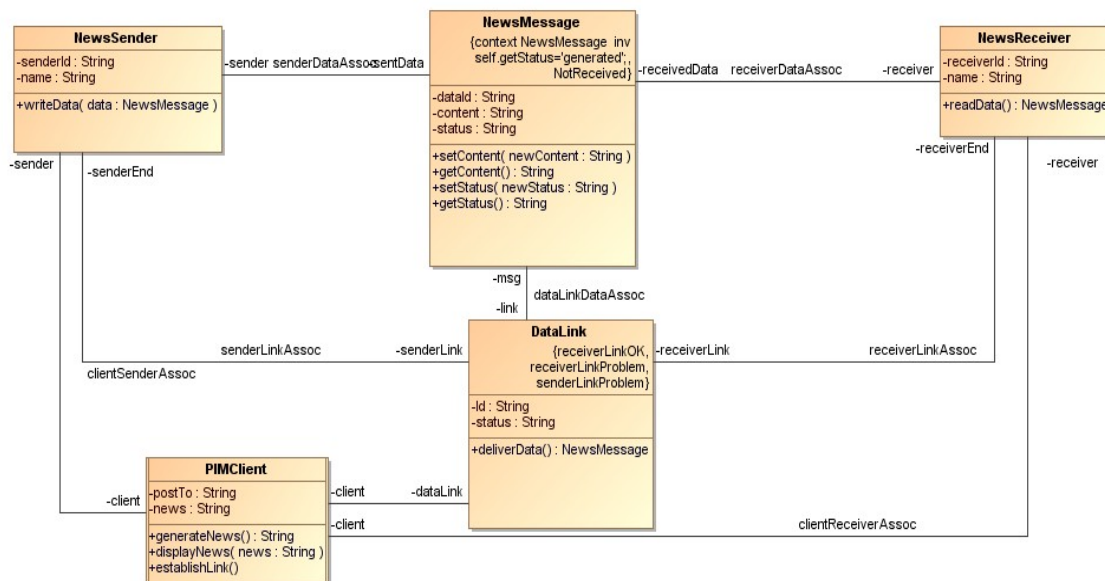 NewsSender
-senderId : String
-name : String
+writeData( data : NewsMessage )
-sender senderDataAssoc
-sentData
NewsMessage
{context NewsMessage inv
self.getStatus='generated';,
NotReceived}
-dataId : String
-content : String
-status : String
+setContent( newContent : String )
+getContent() : String
+setStatus( newStatus : String )
+getStatus() : String
-receivedData receiverDataAssoc -receiver
NewsReceiver
-receiverId : String
-name : String
+readData() : NewsMessage
-sender
-senderEnd
-receiverEnd
-receiver
-msg
dataLinkDataAssoc
-link
DataLink
{receiverLinkOK,
receiverLinkProblem,
senderLinkProblem}
-Id : String
-status : String
+deliverData() : NewsMessage
senderLinkAssoc -senderLink
-receiverLink receiverLinkAssoc
clientSenderAssoc
PIMClient
-postTo : String
-news : String
+generateNews() : String
+displayNews( news : String )
+establishLink()
-client
-client -dataLink
-client clientReceiverAssoc